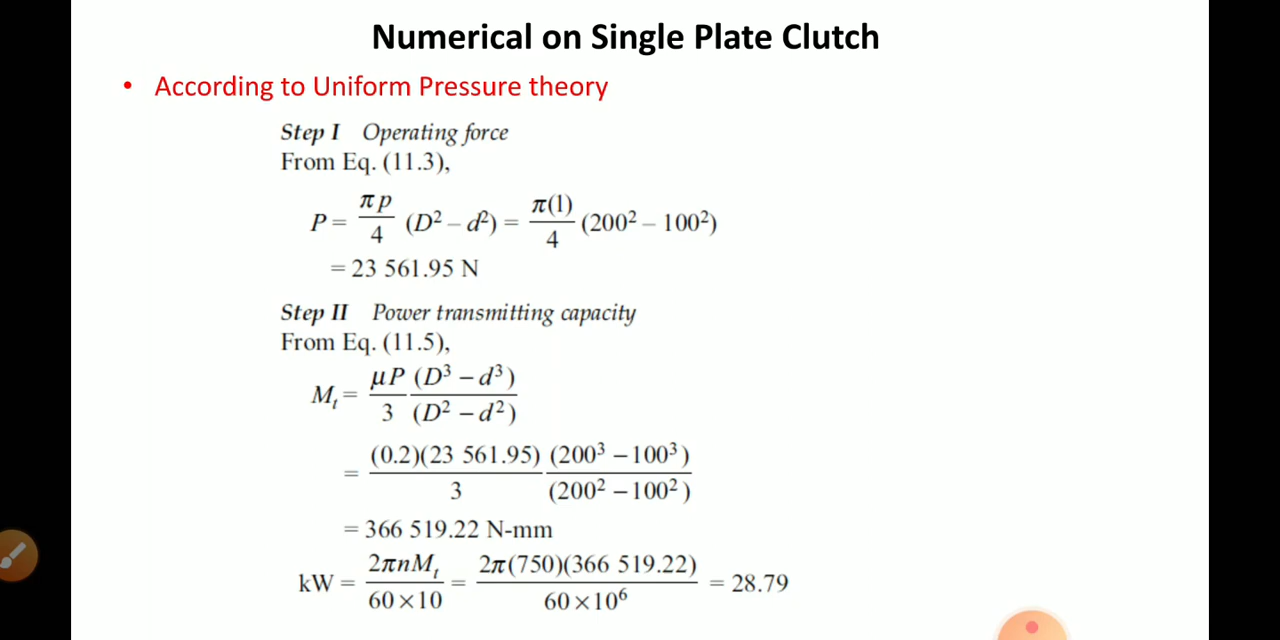 Numerical on Single Plate Clutch
• According to Uniform Pressure theory
Step I Operating force
From Eq. (11.3),
P = πp/4 (D² – d²) = π(1)/4 (200² – 100²)
= 23 561.95 N
Step II Power transmitting capacity
From Eq. (11.5),
Mₜ = μP/3 (D³ – d³)/(D² – d²)
= (0.2)(23 561.95)/3 (200³ – 100³)/(200² – 100²)
= 366 519.22 N-mm
kW = 2πnMₜ/60×10 = 2π(750)(366 519.22)/60×10⁶ = 28.79